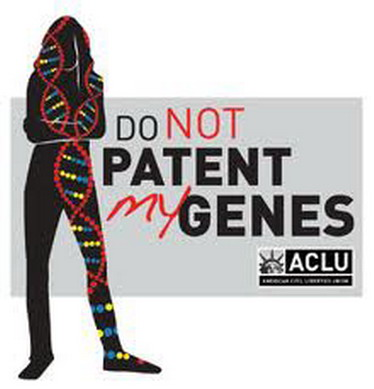 DO NOT
PATENT
my GENES
ACLU
AMERICAN CIVIL LIBERTIES UNION